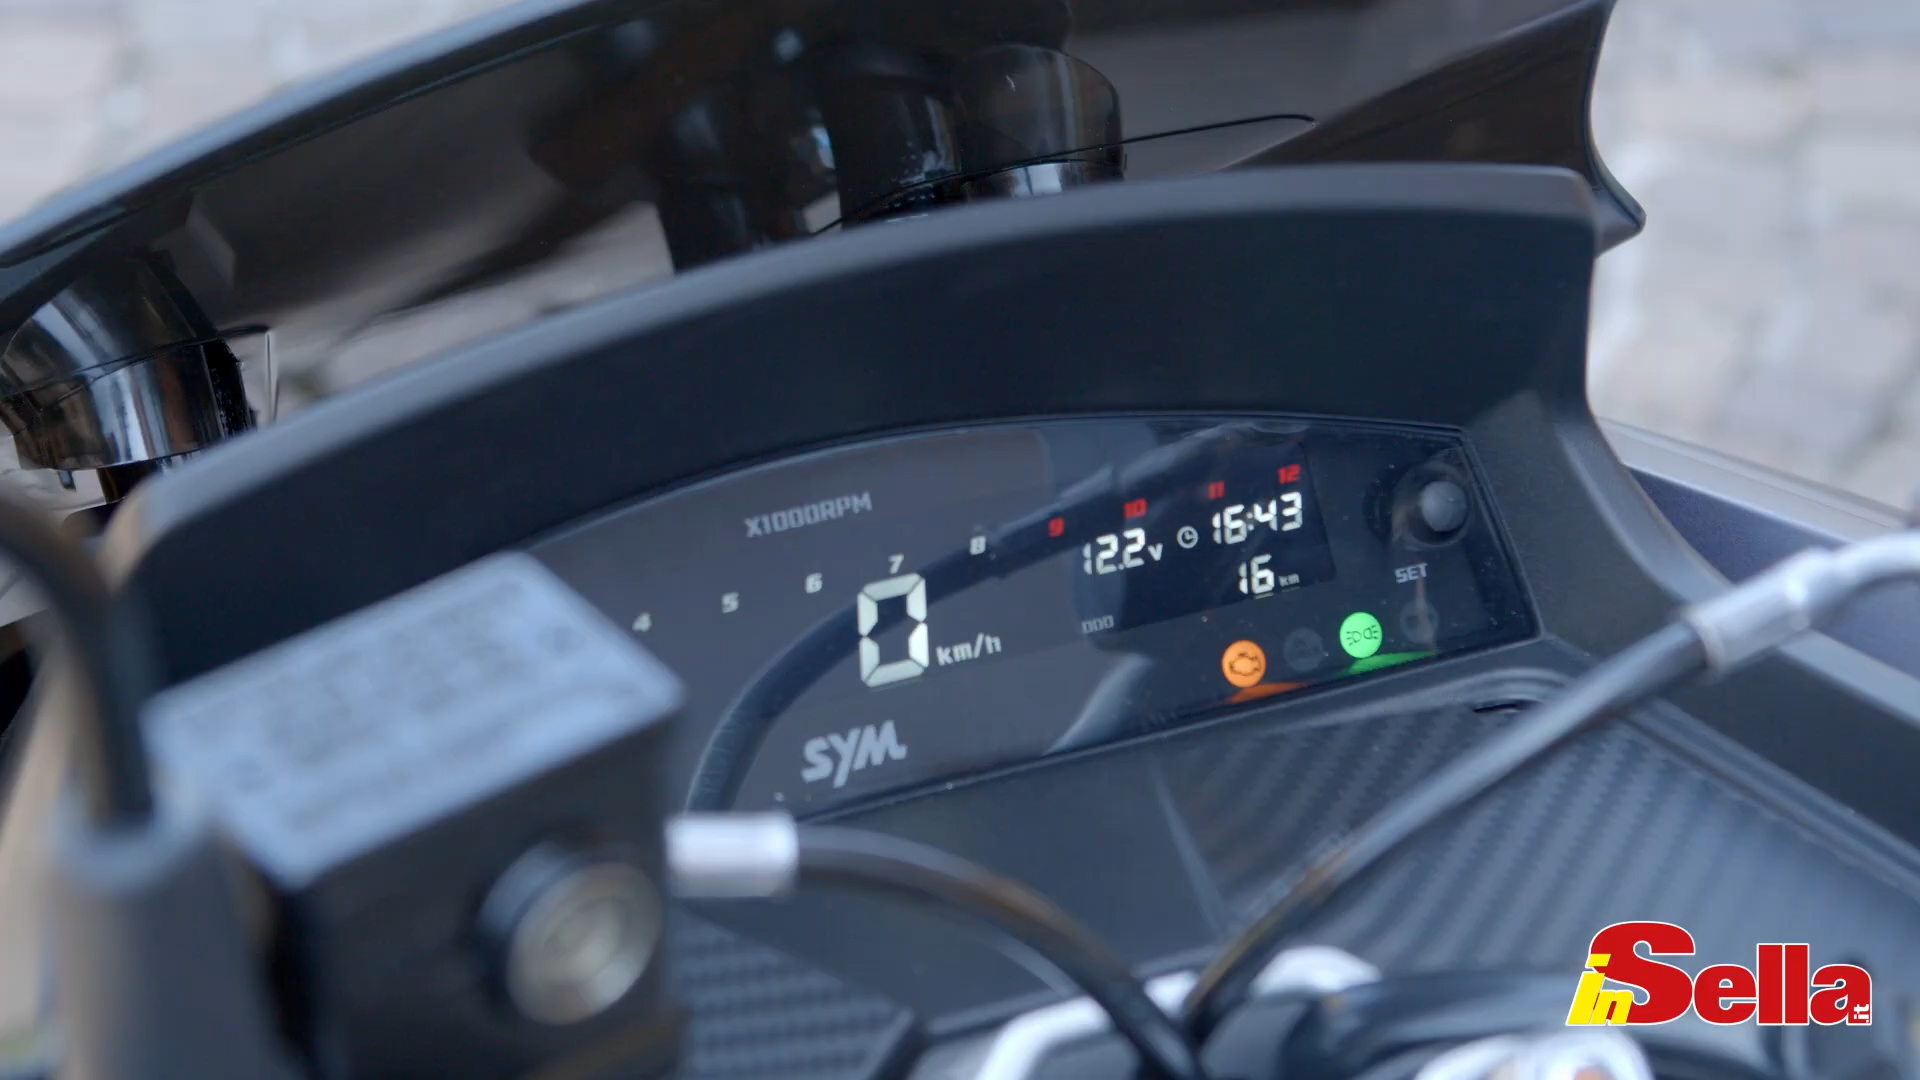 X1000RPM
4 5 6 7 8 9 10 11 12
12.2v 16:43
0 km/h
16 km
ODO
SET
SYM
inSella.it